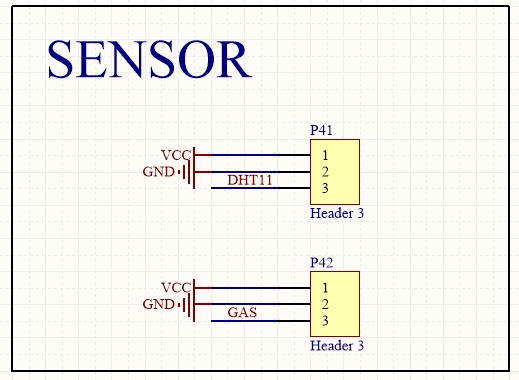 SENSOR
P41
VCC 1
GND 2
DHT11 3
Header 3
P42
VCC 1
GND 2
GAS 3
Header 3